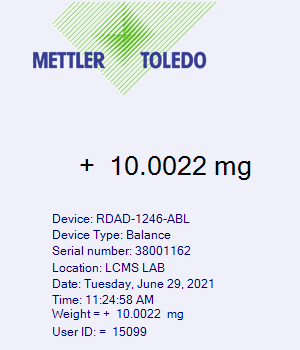 METTLER TOLEDO
+ 10.0022 mg
Device: RDAD-1246-ABL
Device Type: Balance
Serial number: 38001162
Location: LCMS LAB
Date: Tuesday, June 29, 2021
Time: 11:24:58 AM
Weight = + 10.0022 mg
User ID: = 15099